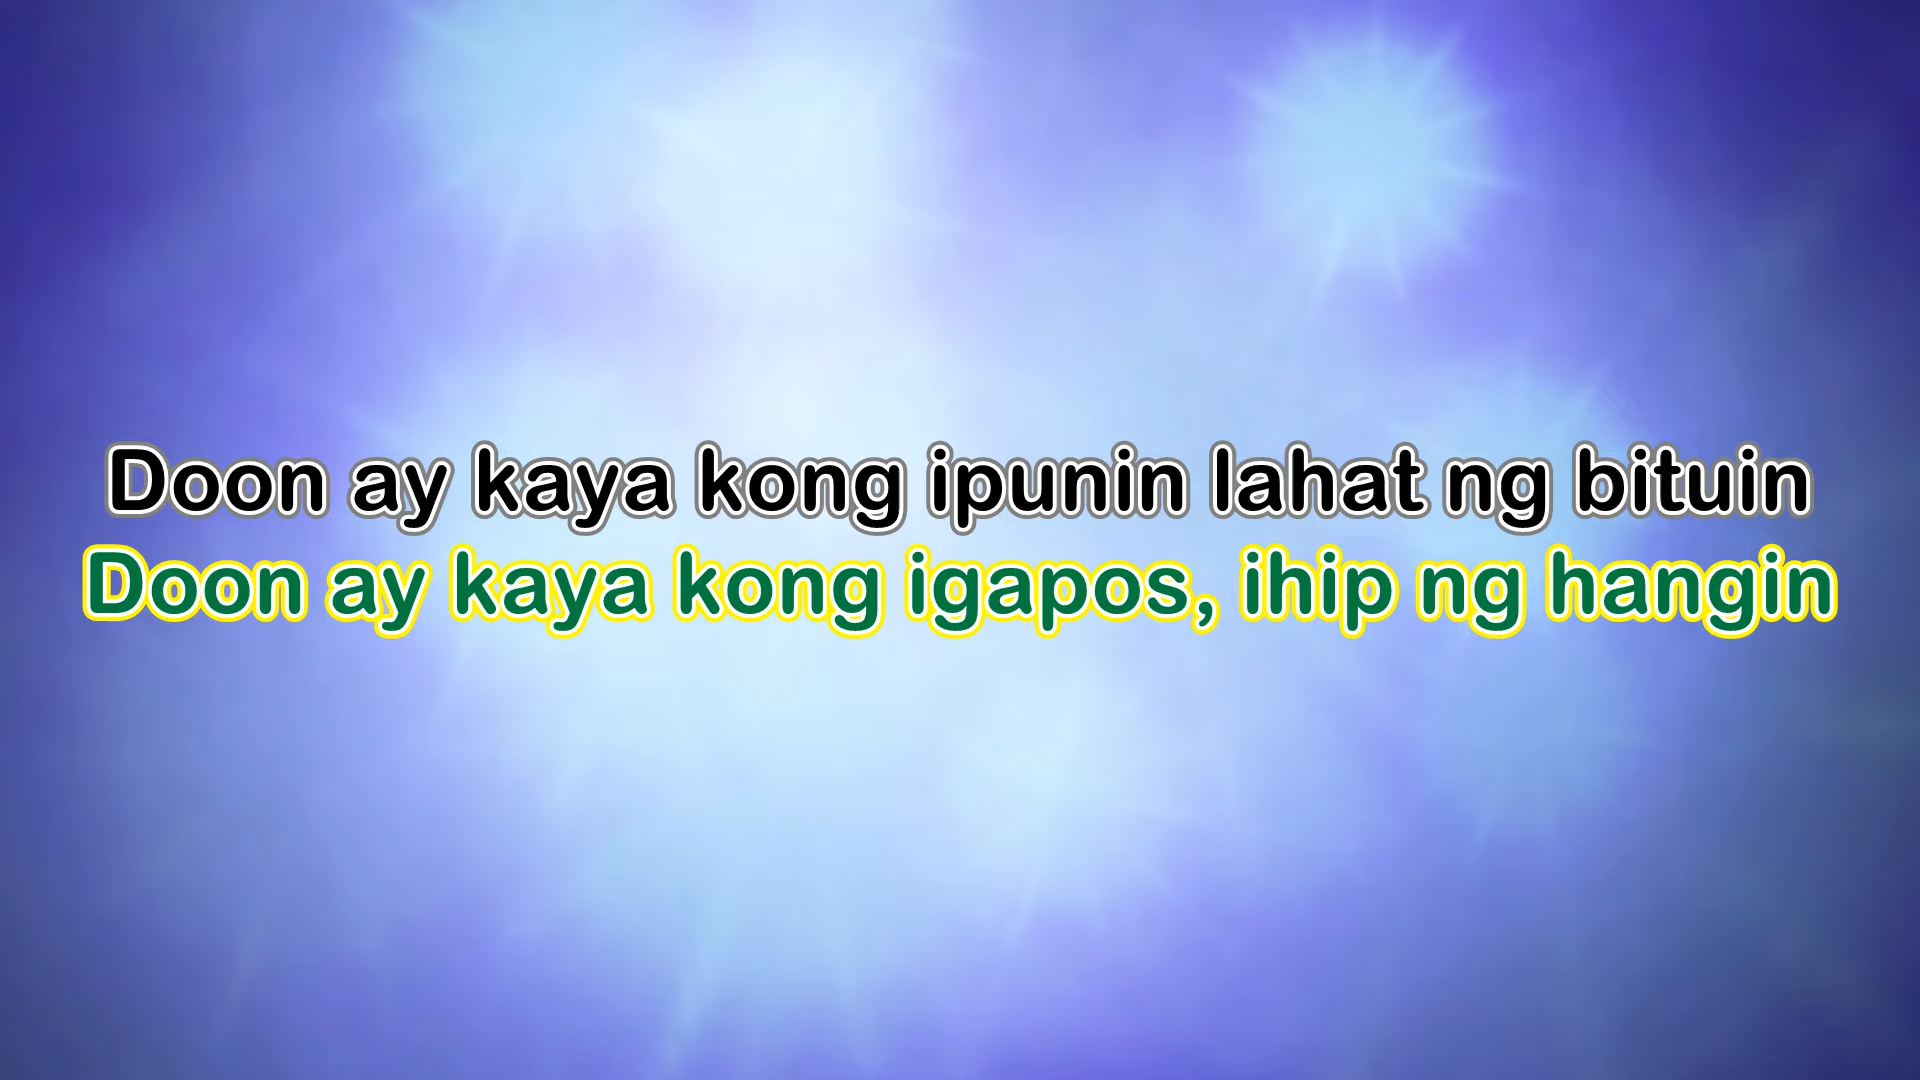 Doon ay kaya kong ipunin lahat ng bituin
Doon ay kaya kong igapos, ihip ng hangin